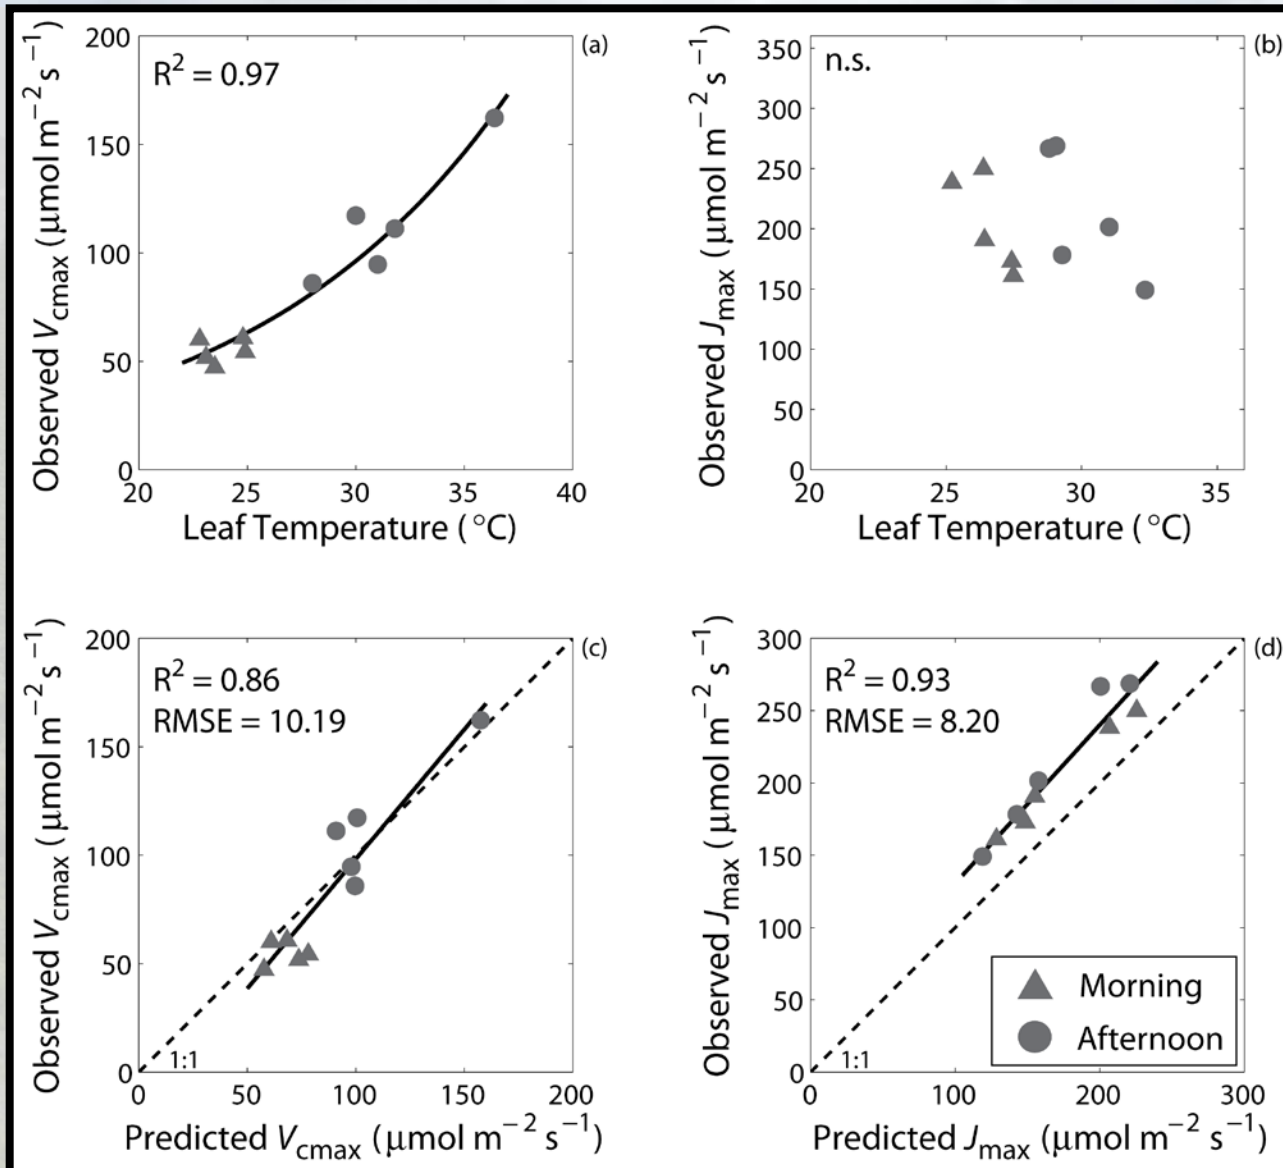 (a)
R² = 0.97
Observed Vcmax (μmol m⁻² s⁻¹)
200
150
100
50
0
20 25 30 35 40
Leaf Temperature (°C)
(b)
n.s.
Observed Jmax (μmol m⁻² s⁻¹)
350
300
250
200
150
100
50
0
20 25 30 35
Leaf Temperature (°C)
(c)
R² = 0.86
RMSE = 10.19
Observed Vcmax (μmol m⁻² s⁻¹)
200
150
100
50
0
1:1
0 50 100 150 200
Predicted Vcmax (μmol m⁻² s⁻¹)
(d)
R² = 0.93
RMSE = 8.20
Observed Jmax (μmol m⁻² s⁻¹)
300
250
200
150
100
50
0
Morning
Afternoon
1:1
0 100 200 300
Predicted Jmax (μmol m⁻² s⁻¹)